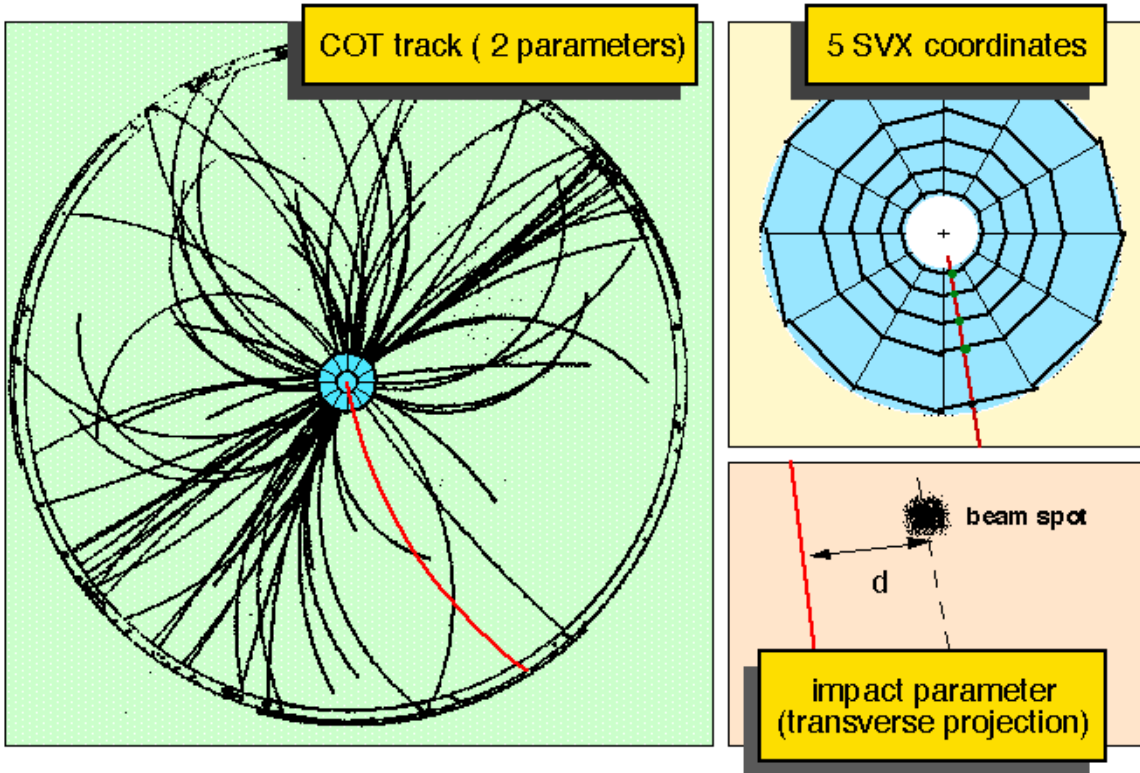 COT track ( 2 parameters)
5 SVX coordinates
beam spot
d
impact parameter
(transverse projection)